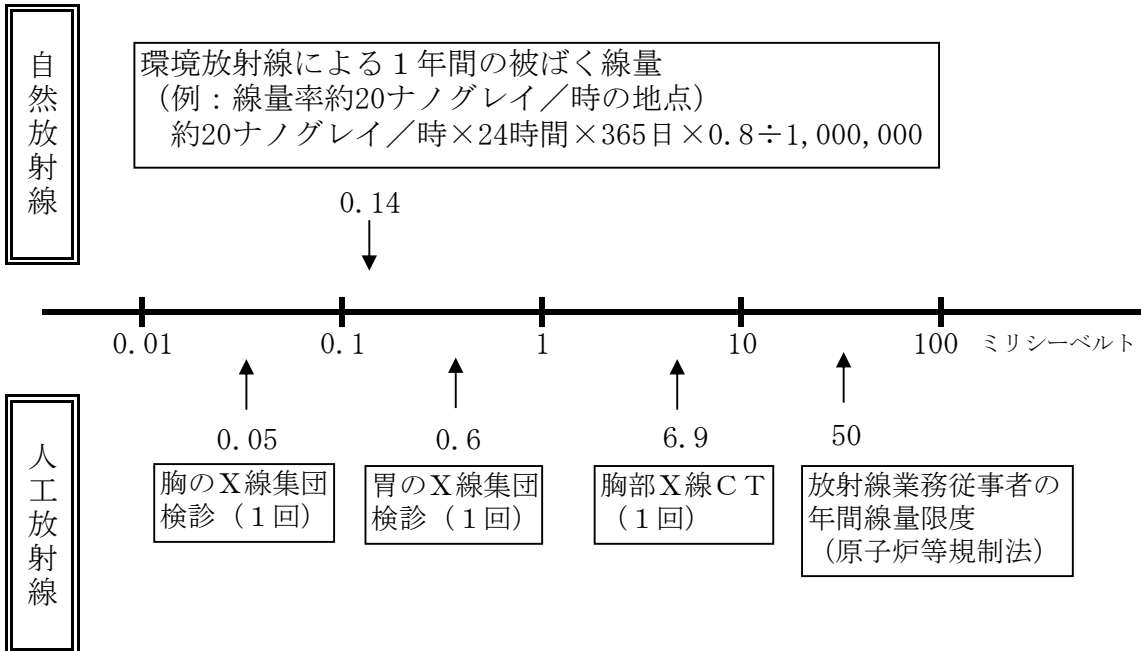 自然放射線
環境放射線による１年間の被ばく線量
（例：線量率約20ナノグレイ／時の地点）
約20ナノグレイ／時×24時間×365日×0.8÷1,000,000
0.14
0.01 0.1 1 10 100 ミリシーベルト
人工放射線
0.05 0.6 6.9 50
胸のＸ線集団
検診（１回）
胃のＸ線集団
検診（１回）
胸部Ｘ線ＣＴ
（１回）
放射線業務従事者の
年間線量限度
（原子炉等規制法）